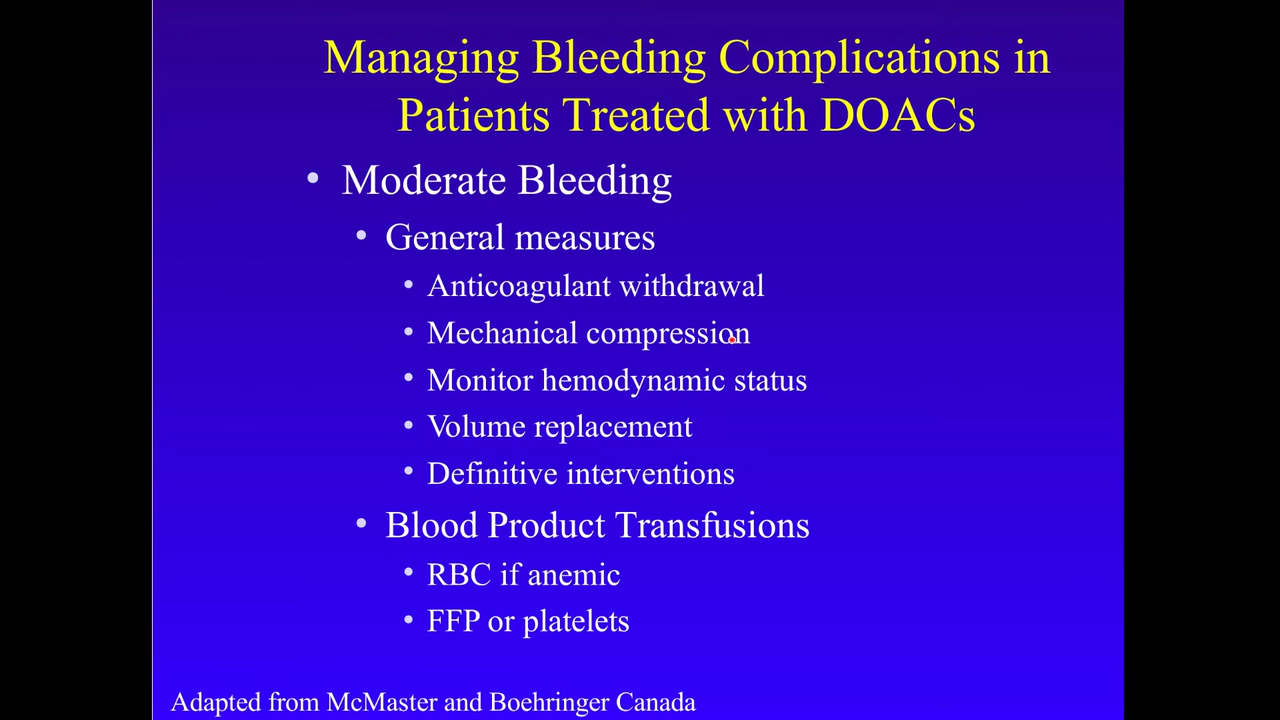 Managing Bleeding Complications in
Patients Treated with DOACs
• Moderate Bleeding
• General measures
• Anticoagulant withdrawal
• Mechanical compression
• Monitor hemodynamic status
• Volume replacement
• Definitive interventions
• Blood Product Transfusions
• RBC if anemic
• FFP or platelets
Adapted from McMaster and Boehringer Canada